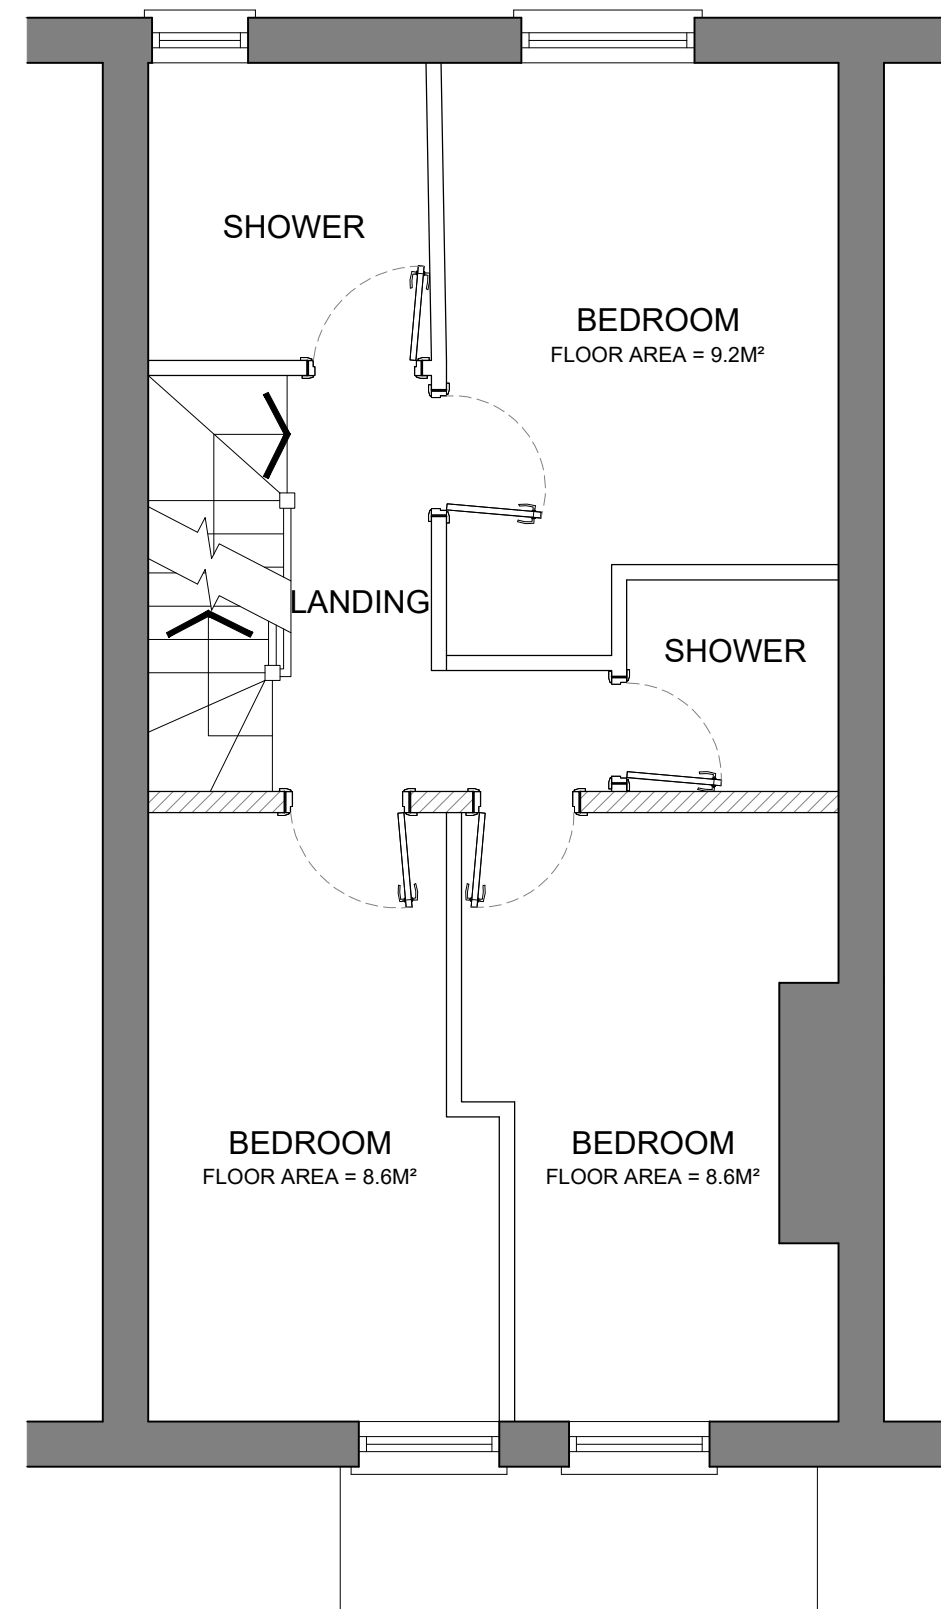 SHOWER
BEDROOM
FLOOR AREA = 9.2M²
LANDING
SHOWER
BEDROOM
FLOOR AREA = 8.6M²
BEDROOM
FLOOR AREA = 8.6M²